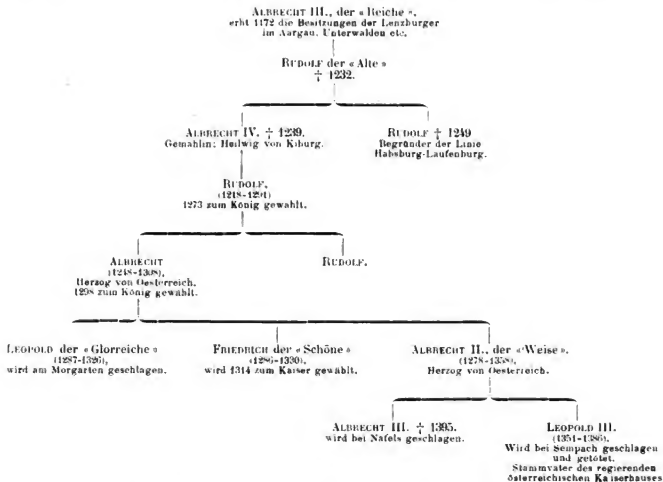 ALBRECHT III., der «Reiche»,
erbt 1172 die Besitzungen der Lenzburger
im Aargau, Unterwalden etc.
RUDOLF der «Alte»
† 1232.
ALBRECHT IV. † 1239.
Gemahlin: Heilwig von Kiburg.
RUDOLF † 1249
Begründer der Linie
Habsburg-Laufenburg.
RUDOLF,
(1218-1291)
1273 zum König gewählt.
ALBRECHT
(1248-1308),
Herzog von Oesterreich.
1298 zum König gewählt.
RUDOLF.
LEOPOLD der «Glorreiche»
(1287-1326),
wird am Morgarten geschlagen.
FRIEDRICH der «Schöne»
(1286-1330),
wird 1314 zum Kaiser gewählt.
ALBRECHT II., der «Weise».
(1278-1358),
Herzog von Oesterreich.
ALBRECHT III. † 1395.
wird bei Näfels geschlagen.
LEOPOLD III.
(1351-1386).
Wird bei Sempach geschlagen
und getötet.
Stammvater des regierenden
österreichischen Kaiserhauses